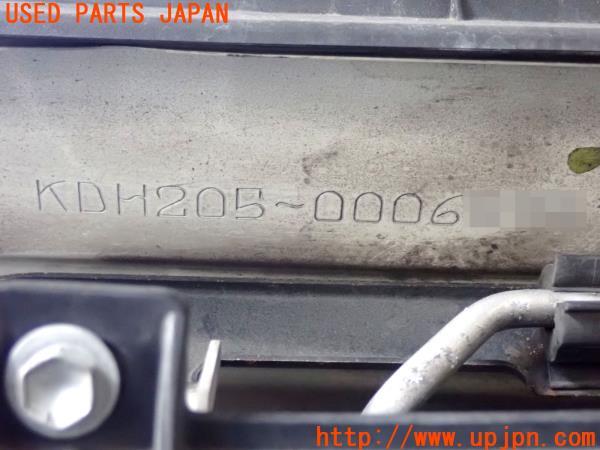 USED PARTS JAPAN
KDH205-0006
http://www.upjpn.com